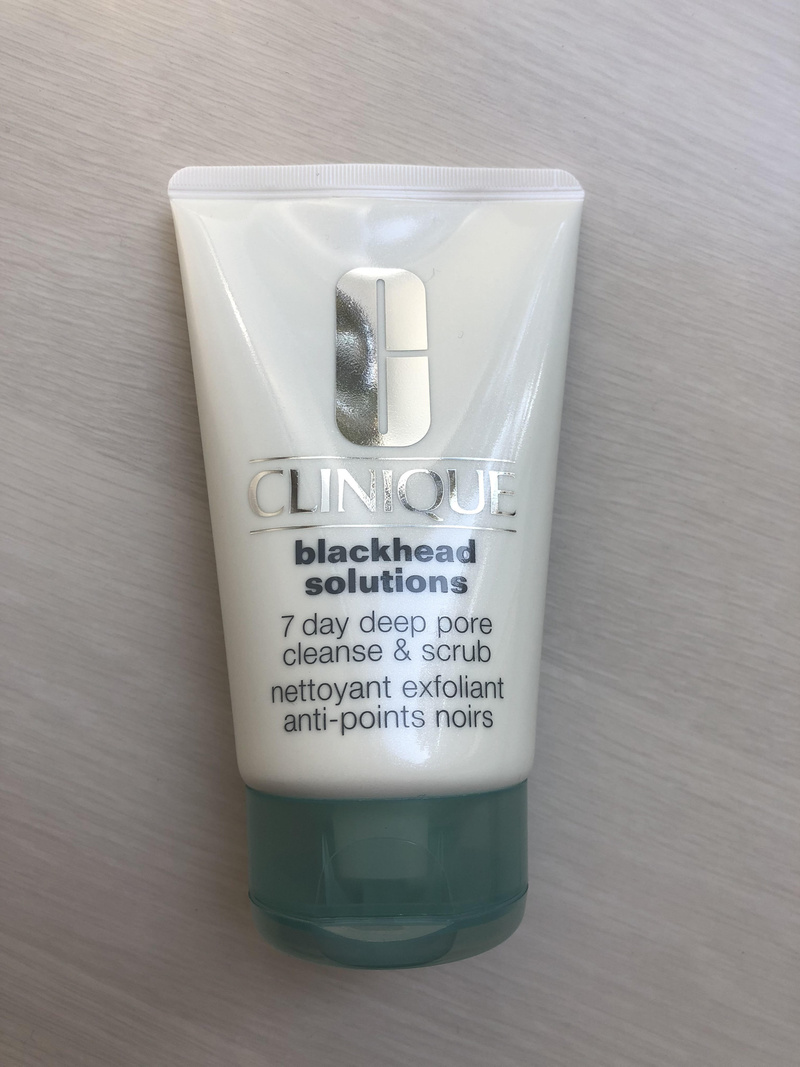 CLINIQUE
blackhead
solutions
7 day deep pore
cleanse & scrub
nettoyant exfoliant
anti-points noirs